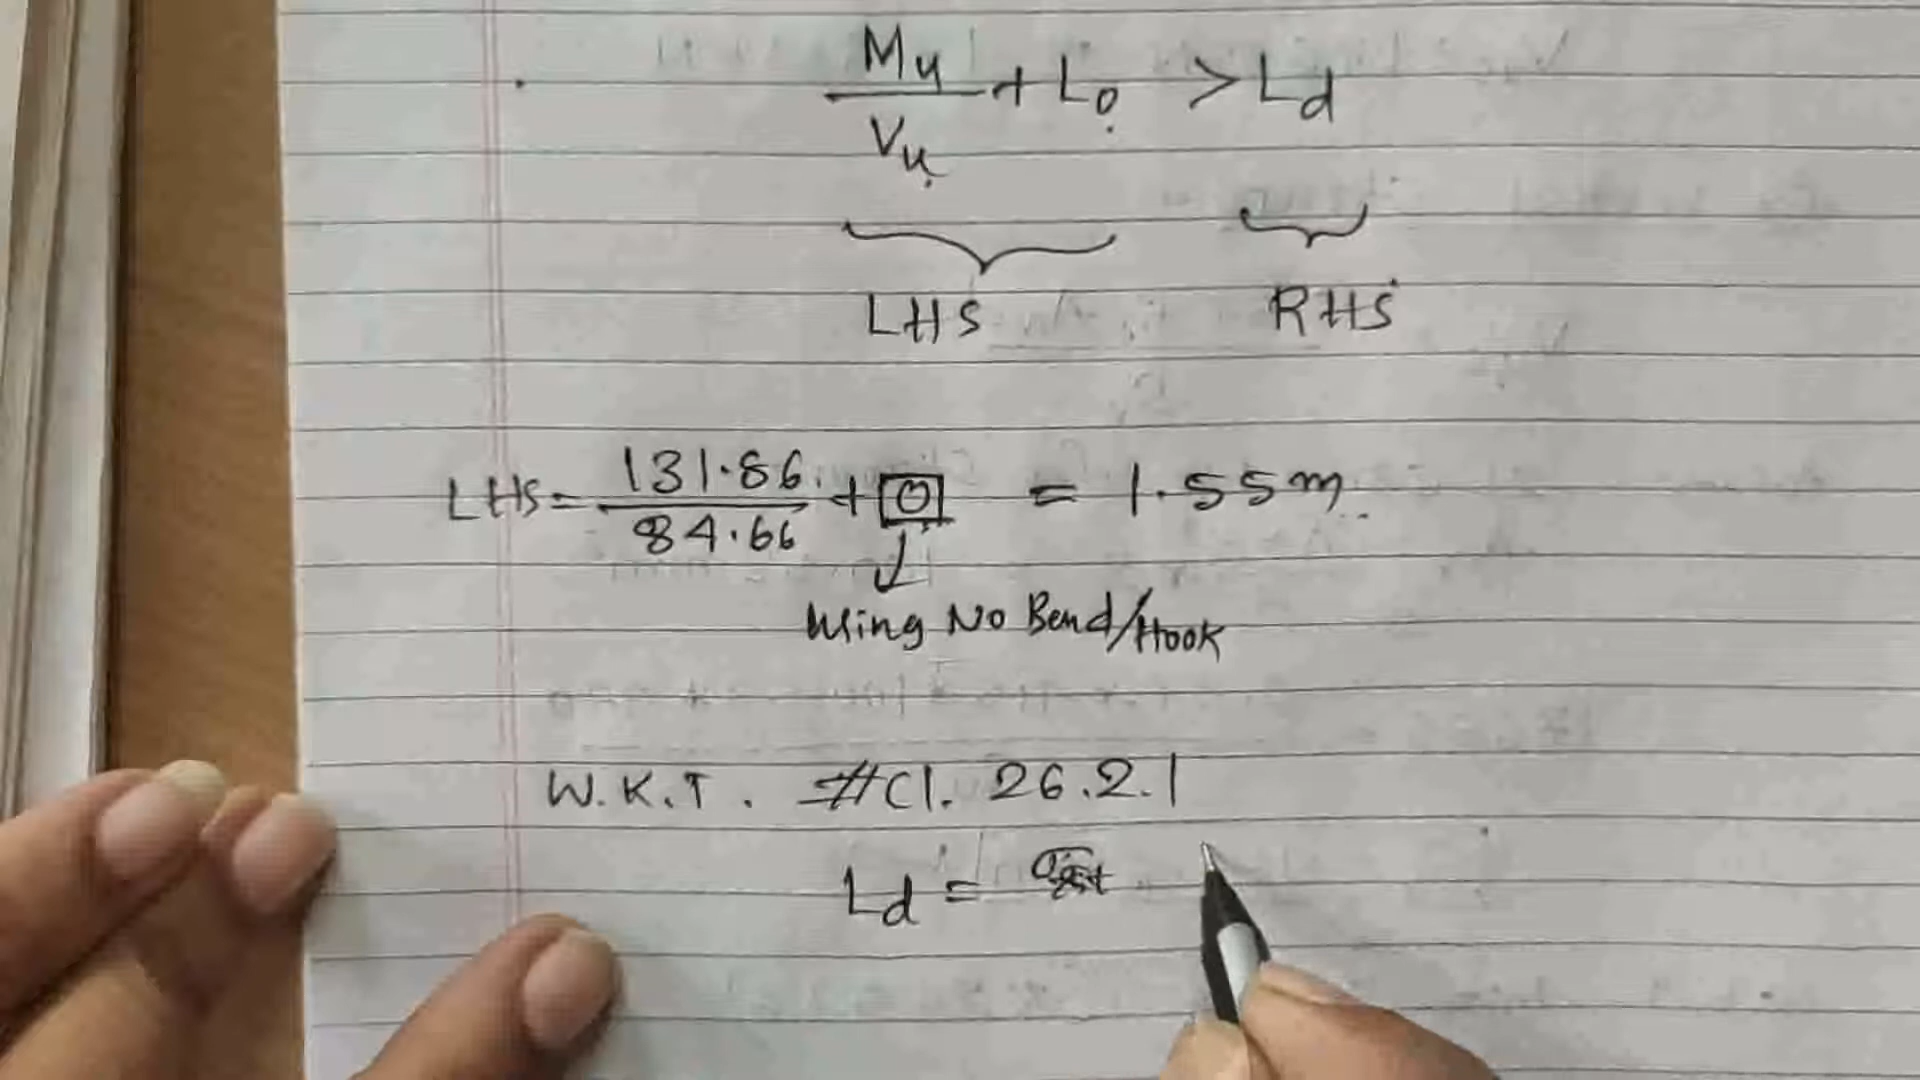 Mu
—— + Lo > Ld
Vu
LHS RHS
LHS = 131.86/84.66 + 0 = 1.55m
Using No Bend/Hook
W.K.T. #Cl. 26.2.1
Ld =